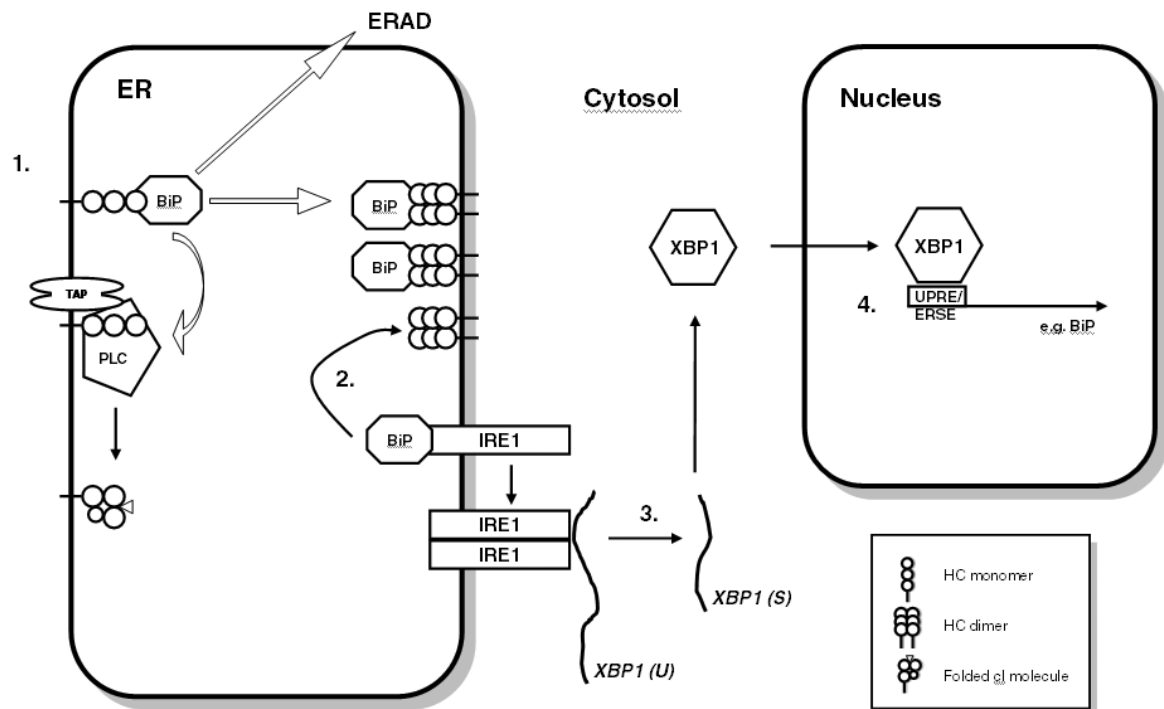 ERAD
ER
Cytosol
Nucleus
1.
BiP
BiP
BiP
TAP
PLC
XBP1
XBP1
UPRE/
ERSE
4.
e.g. BiP
2.
BiP
IRE1
IRE1
IRE1
3.
XBP1 (S)
XBP1 (U)
HC monomer
HC dimer
Folded cI molecule